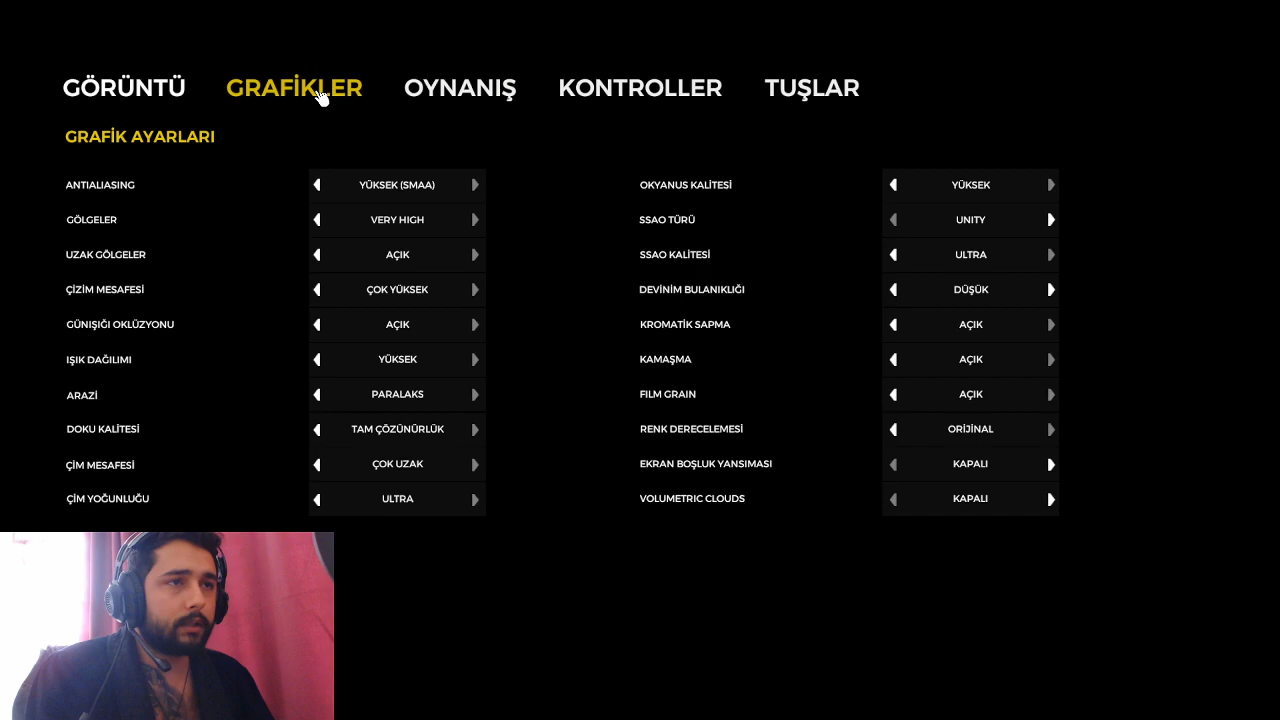 GÖRÜNTÜ GRAFİKLER OYNANIŞ KONTROLLER TUŞLAR
GRAFİK AYARLARI
ANTIALIASING YÜKSEK (SMAA)
GÖLGELER VERY HIGH
UZAK GÖLGELER AÇIK
ÇİZİM MESAFESİ ÇOK YÜKSEK
GÜNIŞIĞI OKLÜZYONU AÇIK
IŞIK DAĞILIMI YÜKSEK
ARAZİ PARALAKS
DOKU KALİTESİ TAM ÇÖZÜNÜRLÜK
ÇİM MESAFESİ ÇOK UZAK
ÇİM YOĞUNLUĞU ULTRA
OKYANUS KALİTESİ YÜKSEK
SSAO TÜRÜ UNITY
SSAO KALİTESİ ULTRA
DEVİNİM BULANIKLIĞI DÜŞÜK
KROMATİK SAPMA AÇIK
KAMAŞMA AÇIK
FILM GRAIN AÇIK
RENK DERECELEMESİ ORİJİNAL
EKRAN BOŞLUK YANSIMASI KAPALI
VOLUMETRIC CLOUDS KAPALI